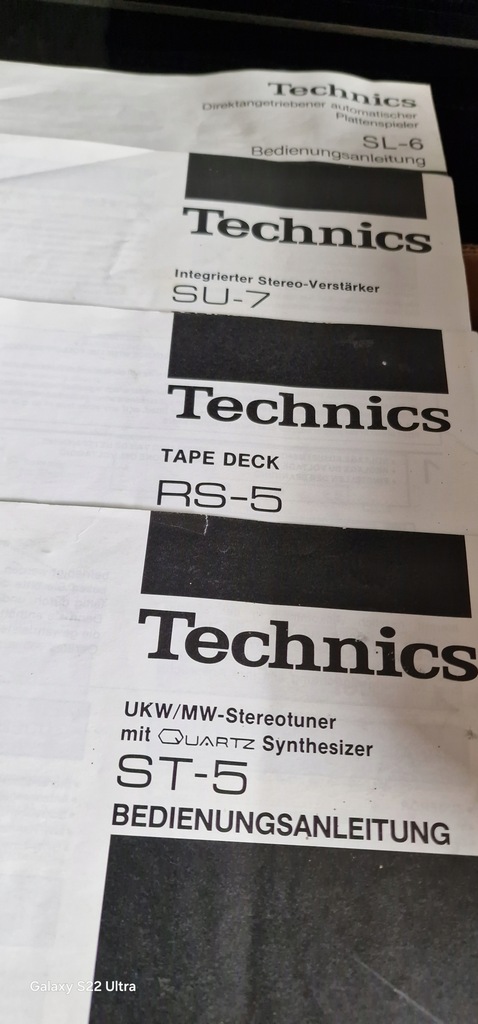 Technics
Direktangetriebener automatischer
Plattenspieler
SL-6
Bedienungsanleitung
Technics
Integrierter Stereo-Verstärker
SU-7
Technics
TAPE DECK
RS-5
Technics
UKW/MW-Stereotuner
mit QUARTZ Synthesizer
ST-5
BEDIENUNGSANLEITUNG
Galaxy S22 Ultra